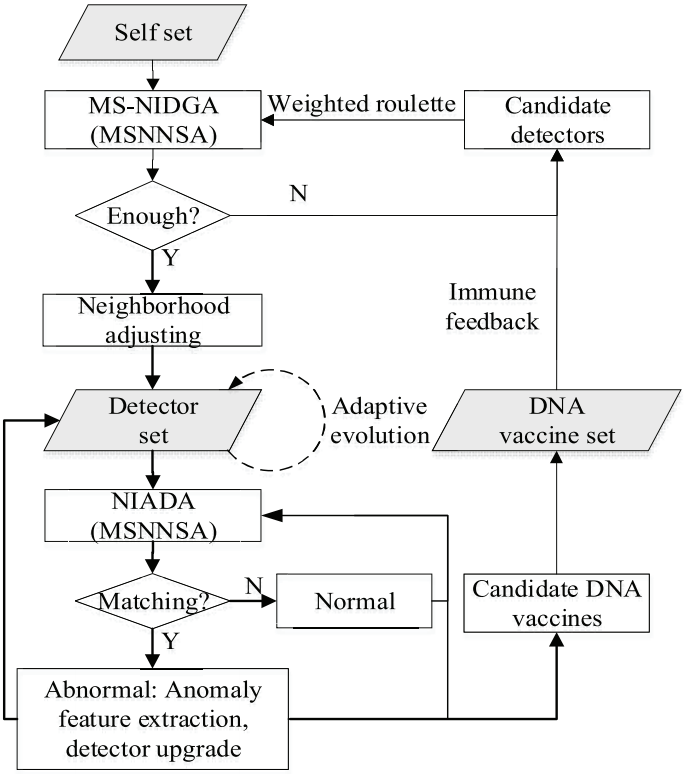 Self set
MS-NIDGA
(MSNNSA)
Weighted roulette
Candidate
detectors
Enough?
N
Y
Neighborhood
adjusting
Immune
feedback
Detector
set
Adaptive
evolution
DNA
vaccine set
NIADA
(MSNNSA)
Matching?
N
Normal
Candidate DNA
vaccines
Y
Abnormal: Anomaly
feature extraction,
detector upgrade